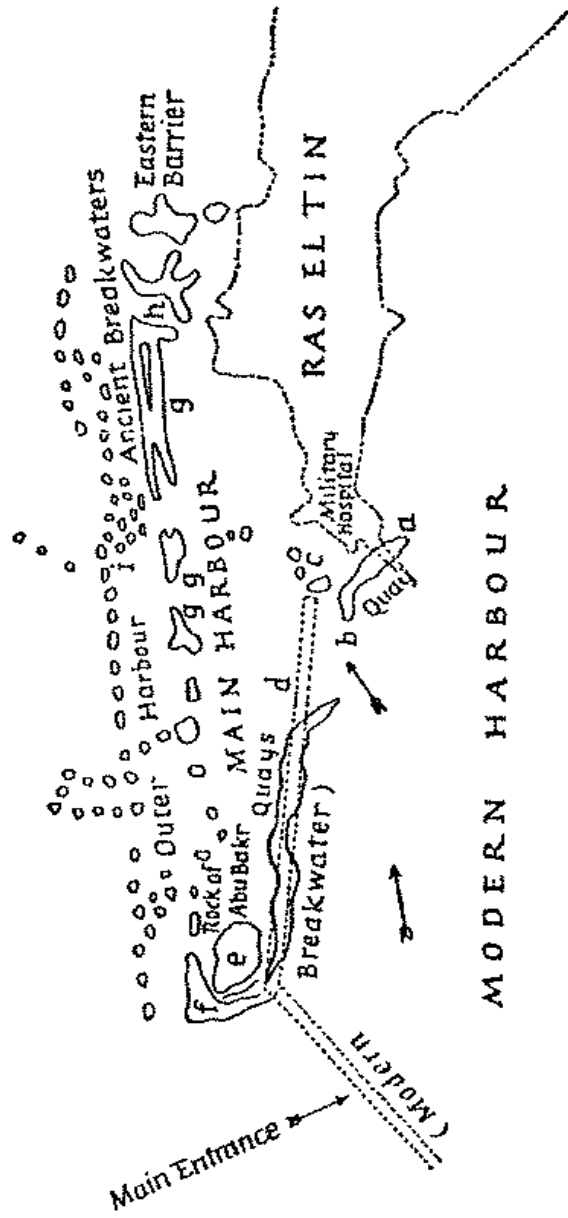 Ancient Breakwaters
Eastern
Barrier
h
g
i
Outer Harbour
g g
MAIN HARBOUR
Rock of
Abu Bakr
e
f
Quays
d
c
Military
Hospital
RAS EL TIN
a
Quay
b
(Modern
Breakwater)
Main Entrance
MODERN HARBOUR